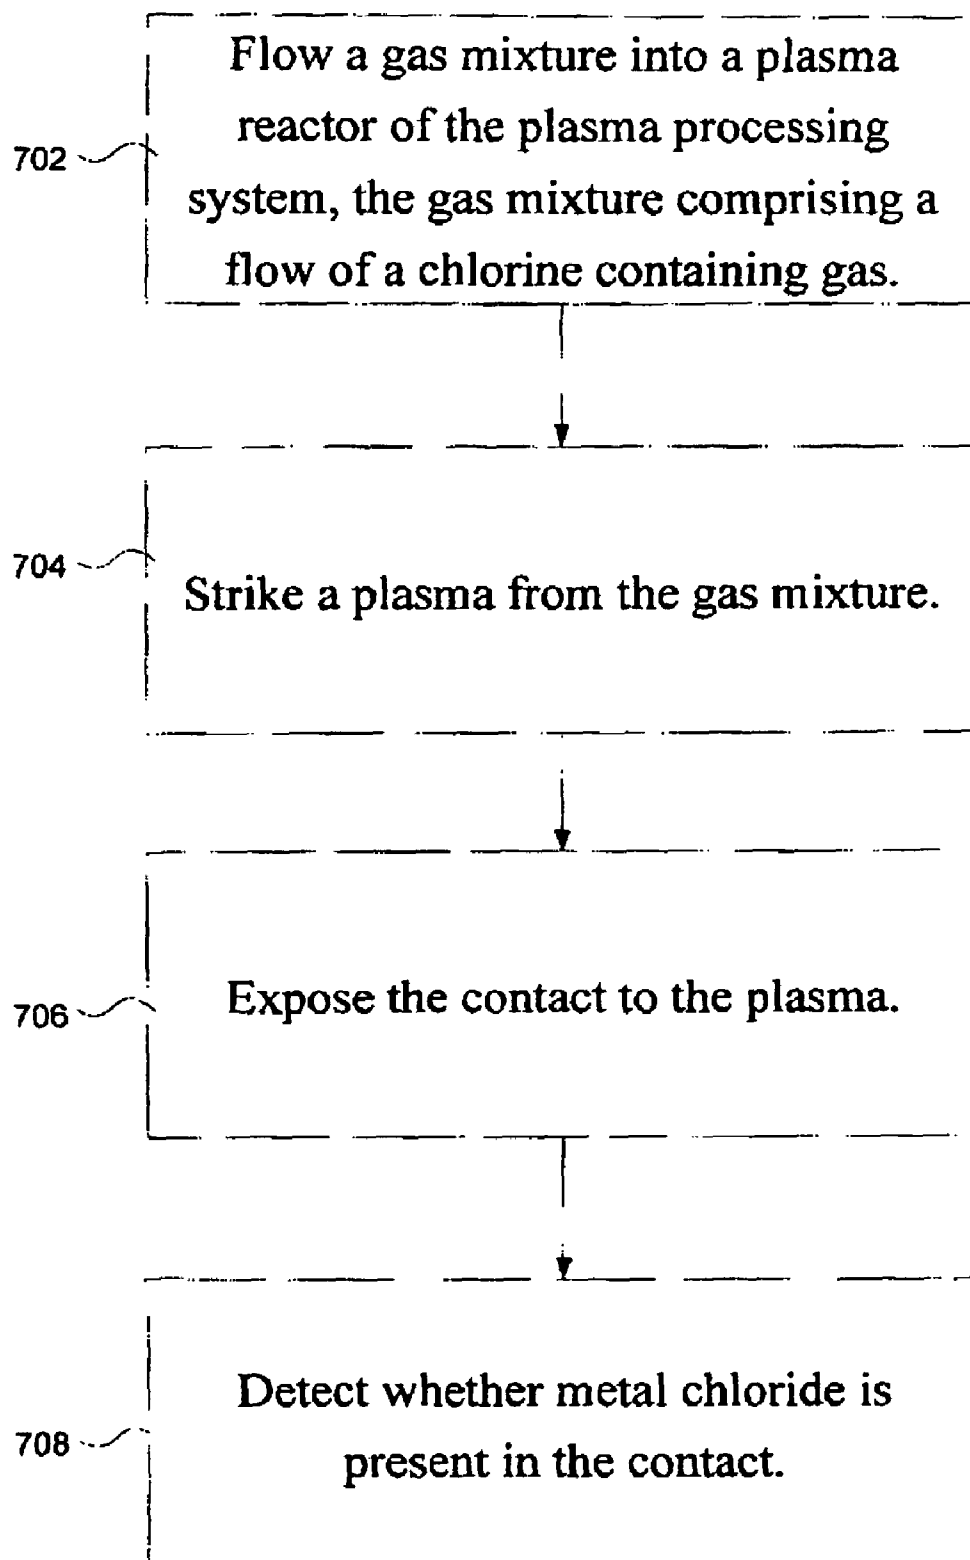 Flow a gas mixture into a plasma
reactor of the plasma processing
702
system, the gas mixture comprising a
flow of a chlorine containing gas.
704
Strike a plasma from the gas mixture.
706
Expose the contact to the plasma.
Detect whether metal chloride is
708
present in the contact.